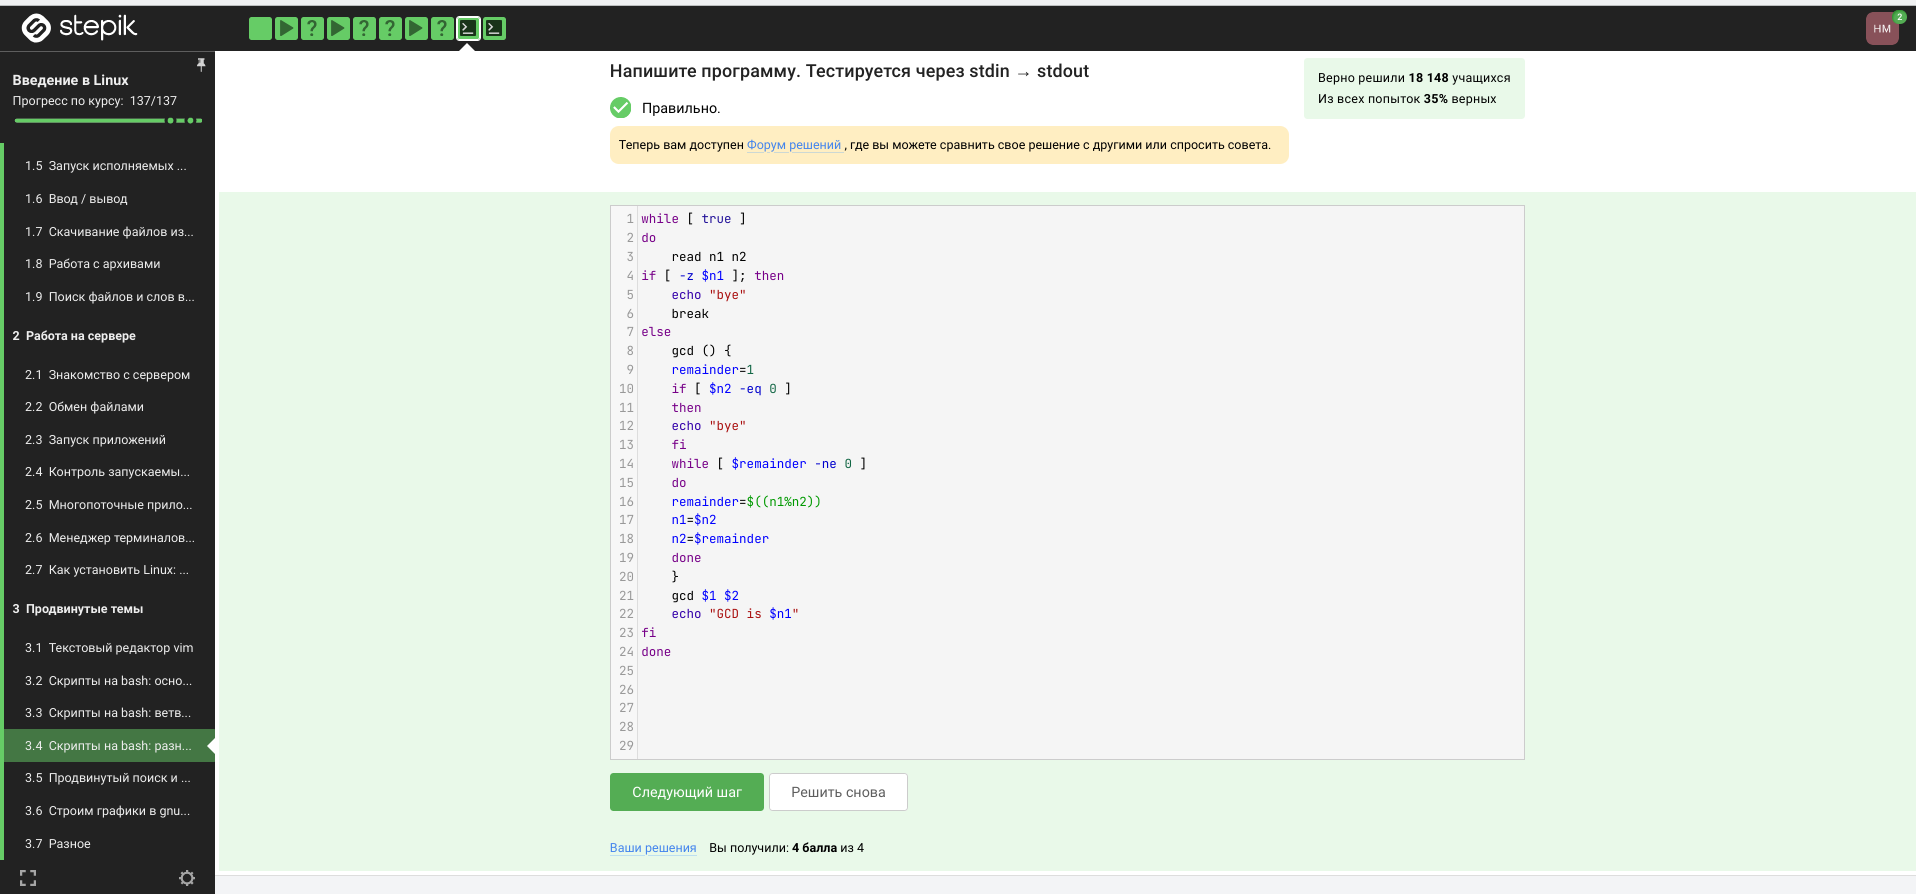 stepik
HM
2
Введение в Linux
Прогресс по курсу: 137/137
1.5 Запуск исполняемых ...
1.6 Ввод / вывод
1.7 Скачивание файлов из...
1.8 Работа с архивами
1.9 Поиск файлов и слов в...
2 Работа на сервере
2.1 Знакомство с сервером
2.2 Обмен файлами
2.3 Запуск приложений
2.4 Контроль запускаемы...
2.5 Многопоточные прило...
2.6 Менеджер терминалов...
2.7 Как установить Linux: ...
3 Продвинутые темы
3.1 Текстовый редактор vim
3.2 Скрипты на bash: осно...
3.3 Скрипты на bash: ветв...
3.4 Скрипты на bash: разн...
3.5 Продвинутый поиск и ...
3.6 Строим графики в gnu...
3.7 Разное
Напишите программу. Тестируется через stdin → stdout
Правильно.
Теперь вам доступен Форум решений , где вы можете сравнить свое решение с другими или спросить совета.
Верно решили 18 148 учащихся
Из всех попыток 35% верных
1 while [ true ]
2 do
3     read n1 n2
4 if [ -z $n1 ]; then
5     echo "bye"
6     break
7 else
8     gcd () {
9     remainder=1
10     if [ $n2 -eq 0 ]
11     then
12     echo "bye"
13     fi
14     while [ $remainder -ne 0 ]
15     do
16     remainder=$((n1%n2))
17     n1=$n2
18     n2=$remainder
19     done
20     }
21     gcd $1 $2
22     echo "GCD is $n1"
23 fi
24 done
25
26
27
28
29
Следующий шаг
Решить снова
Ваши решения Вы получили: 4 балла из 4